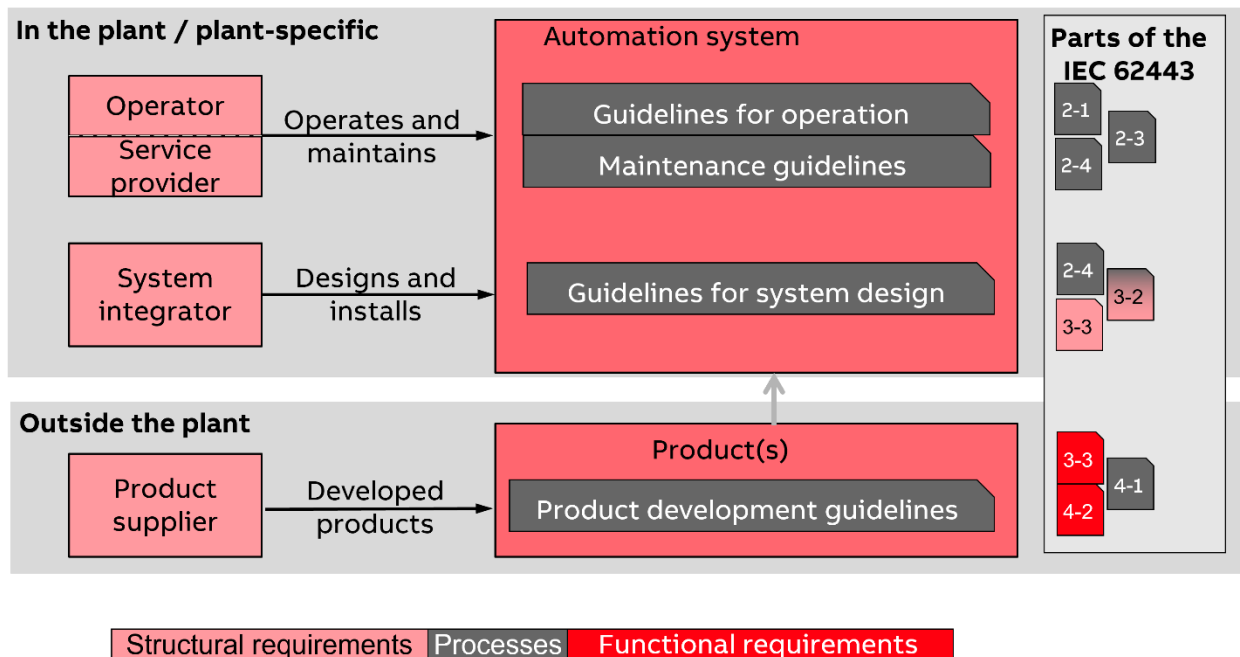 In the plant / plant-specific
Automation system
Parts of the
IEC 62443
Operator
Service
provider
Operates and
maintains
Guidelines for operation
Maintenance guidelines
2-1
2-3
2-4
System
integrator
Designs and
installs
Guidelines for system design
2-4
3-2
3-3
Outside the plant
Product(s)
Product
supplier
Developed
products
Product development guidelines
3-3
4-1
4-2
Structural requirements Processes Functional requirements